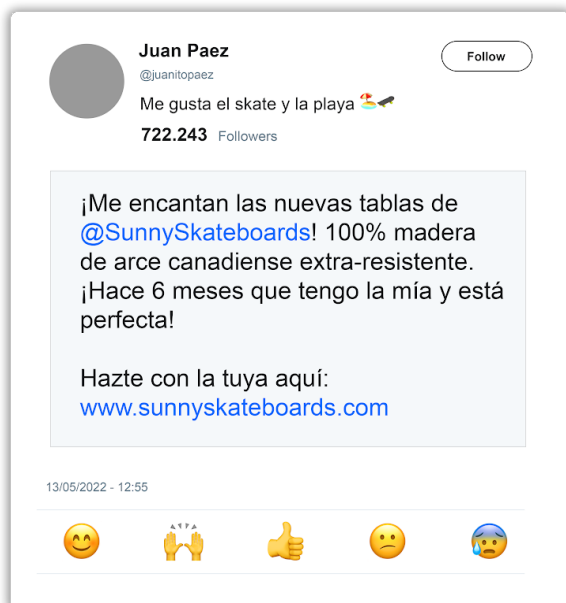 Juan Paez
Follow
@juanitopaez
Me gusta el skate y la playa 🏖️🛹
722.243 Followers
¡Me encantan las nuevas tablas de
@SunnySkateboards! 100% madera
de arce canadiense extra-resistente.
¡Hace 6 meses que tengo la mía y está
perfecta!
Hazte con la tuya aquí:
www.sunnyskateboards.com
13/05/2022 - 12:55